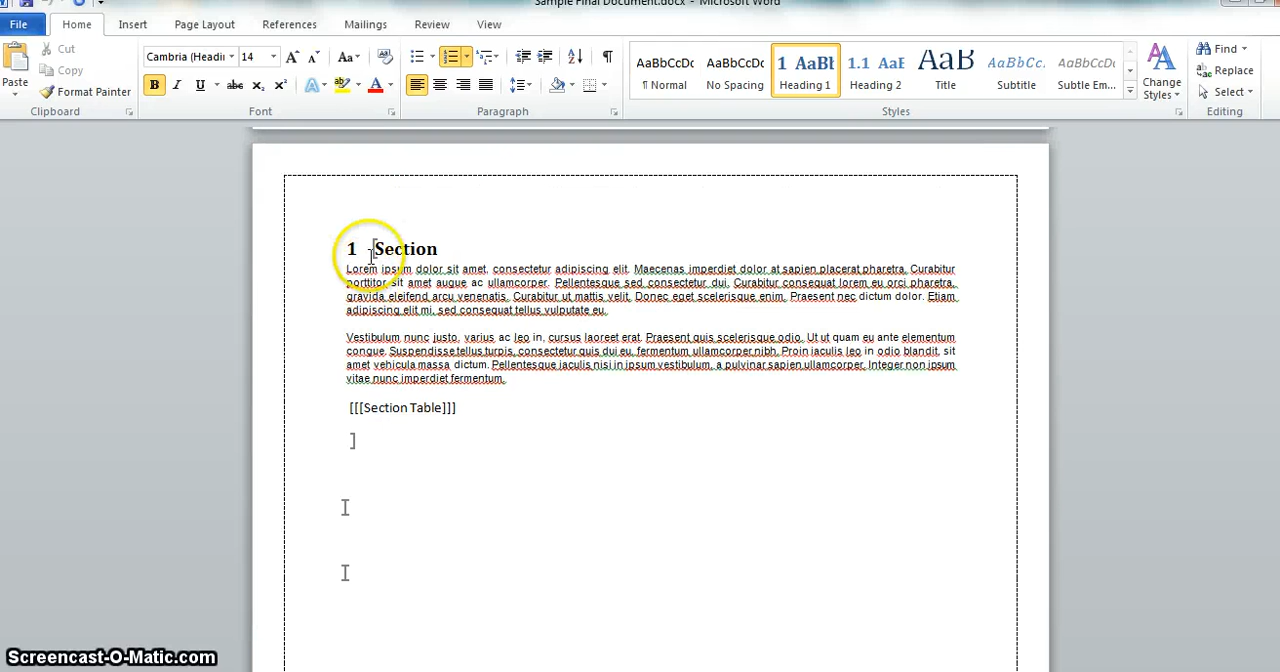 Sample Final Document.docx - Microsoft Word
File Home Insert Page Layout References Mailings Review View
Cut Cambria (Headi 14 Aa Find
Copy AaBbCcDc AaBbCcDc 1 AaBb 1.1 AaB AaB AaBbCc. AaBbCcDc Replace
Paste Format Painter B I U abc x₂ x² A A ¶ Normal No Spacing Heading 1 Heading 2 Title Subtitle Subtle Em... Change Styles Select
Clipboard Font Paragraph Styles Editing
1 Section
Lorem ipsum dolor sit amet, consectetur adipiscing elit. Maecenas imperdiet dolor at sapien placerat pharetra. Curabitur
porttitor sit amet augue ac ullamcorper. Pellentesque sed consectetur dui. Curabitur consequat lorem eu orci pharetra,
gravida eleifend arcu venenatis. Curabitur ut mattis velit. Donec eget scelerisque enim. Praesent nec dictum dolor. Etiam
adipiscing elit mi, sed consequat tellus vulputate eu.
Vestibulum nunc justo, varius ac leo in, cursus laoreet erat. Praesent quis scelerisque odio. Ut ut quam eu ante elementum
congue. Suspendisse tellus turpis, consectetur quis dui eu, fermentum ullamcorper nibh. Proin iaculis leo in odio blandit, sit
amet vehicula massa dictum. Pellentesque iaculis nisi in ipsum vestibulum, a pulvinar sapien ullamcorper. Integer non ipsum
vitae nunc imperdiet fermentum.
[[[Section Table]]]
]
Screencast-O-Matic.com